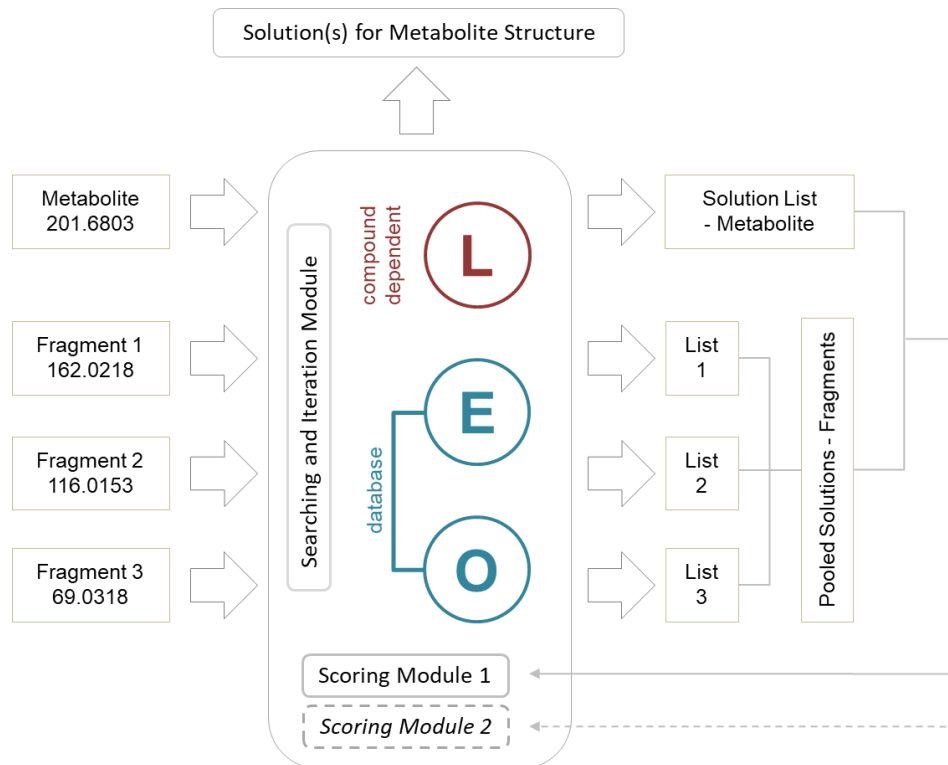 Solution(s) for Metabolite Structure
Metabolite
201.6803
Fragment 1
162.0218
Fragment 2
116.0153
Fragment 3
69.0318
Searching and Iteration Module
compound
dependent
L
database
E
O
Scoring Module 1
Scoring Module 2
Solution List
- Metabolite
List
1
List
2
List
3
Pooled Solutions - Fragments